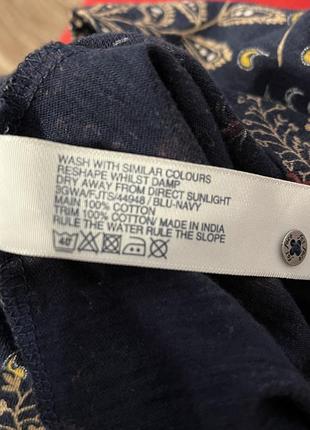 WASH WITH SIMILAR COLOURS
RESHAPE WHILST DAMP
DRY AWAY FROM DIRECT SUNLIGHT
3GWA/FJTS/44948 / BLU-NAVY
MAIN 100% COTTON
TRIM 100% COTTON/ MADE IN INDIA
RULE THE WATER RULE THE SLOPE
40